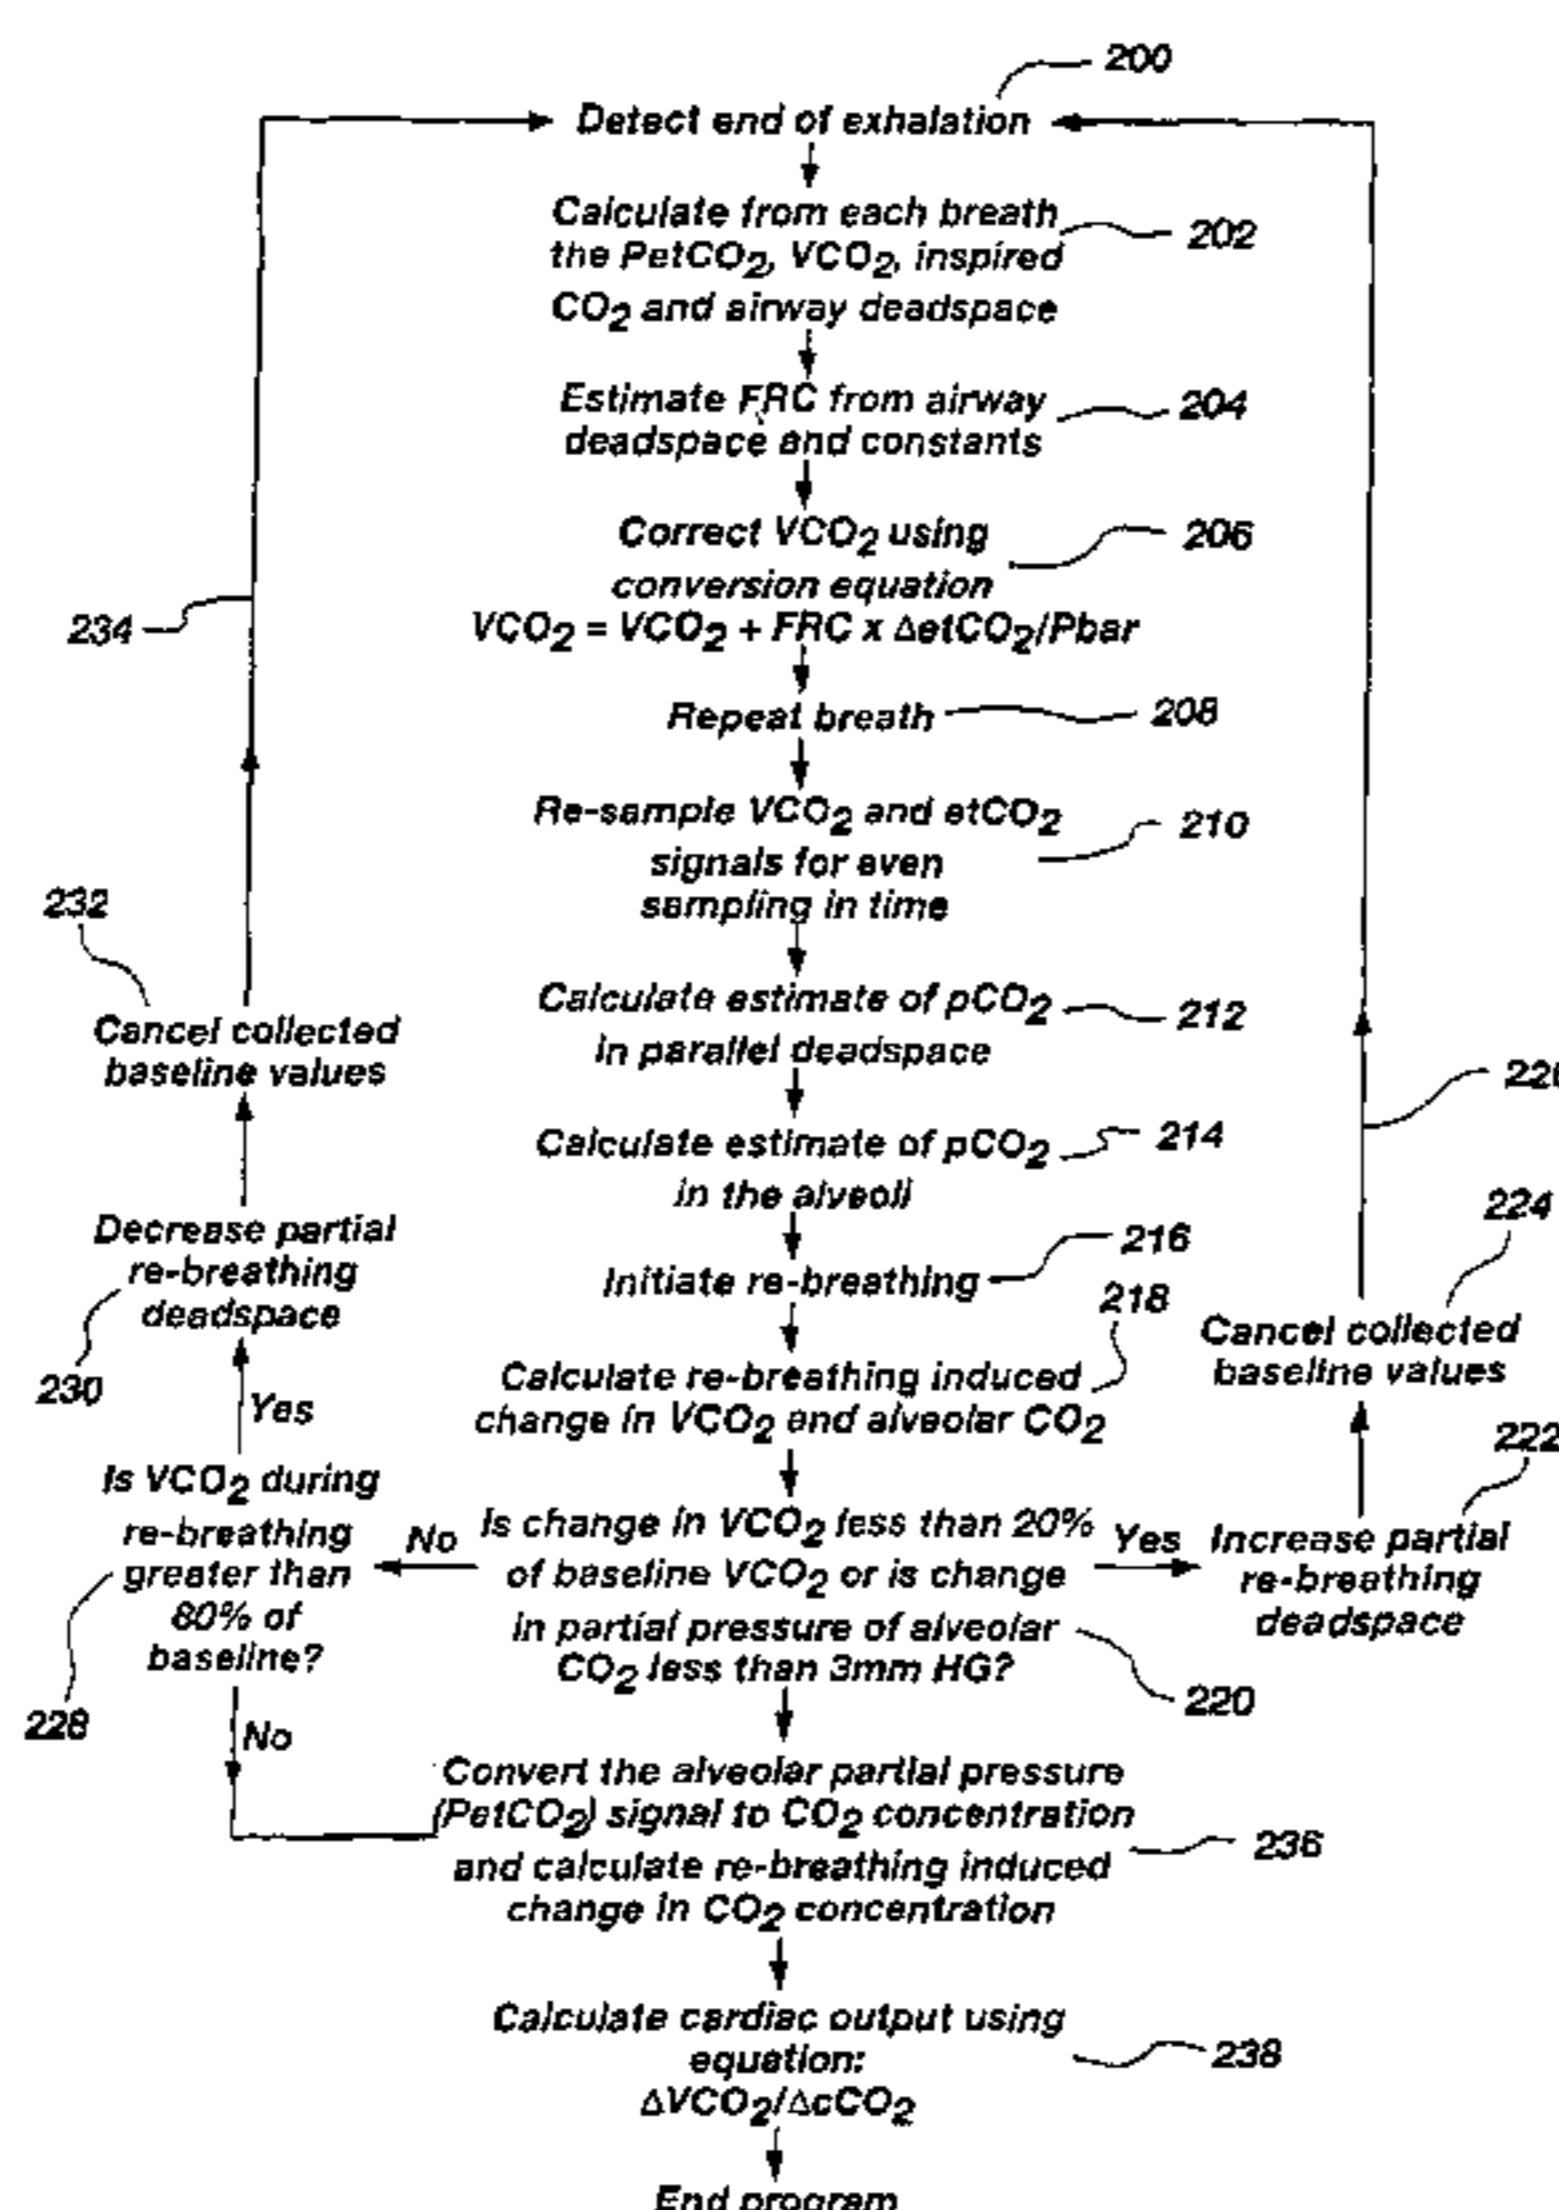 200
Detect end of exhalation
Calculate from each breath
the PetCO2, VCO2, inspired
CO2 and airway deadspace
202
Estimate FRC from airway
deadspace and constants
204
Correct VCO2 using
conversion equation
VCO2 = VCO2 + FRC x ΔetCO2/Pbar
206
234
Repeat breath
208
Re-sample VCO2 and etCO2
signals for even
sampling in time
210
232
Cancel collected
baseline values
Calculate estimate of pCO2
in parallel deadspace
212
226
Calculate estimate of pCO2
in the alveoli
214
Decrease partial
re-breathing
deadspace
230
Yes
Initiate re-breathing
216
218
224
Cancel collected
baseline values
Calculate re-breathing induced
change in VCO2 and alveolar CO2
222
Is VCO2 during
re-breathing
greater than
80% of
baseline?
228
No
No
Is change in VCO2 less than 20%
of baseline VCO2 or is change
in partial pressure of alveolar
CO2 less than 3mm HG?
220
Yes
Increase partial
re-breathing
deadspace
Convert the alveolar partial pressure
(PetCO2) signal to CO2 concentration
and calculate re-breathing induced
change in CO2 concentration
236
Calculate cardiac output using
equation:
ΔVCO2/ΔcCO2
238
End program